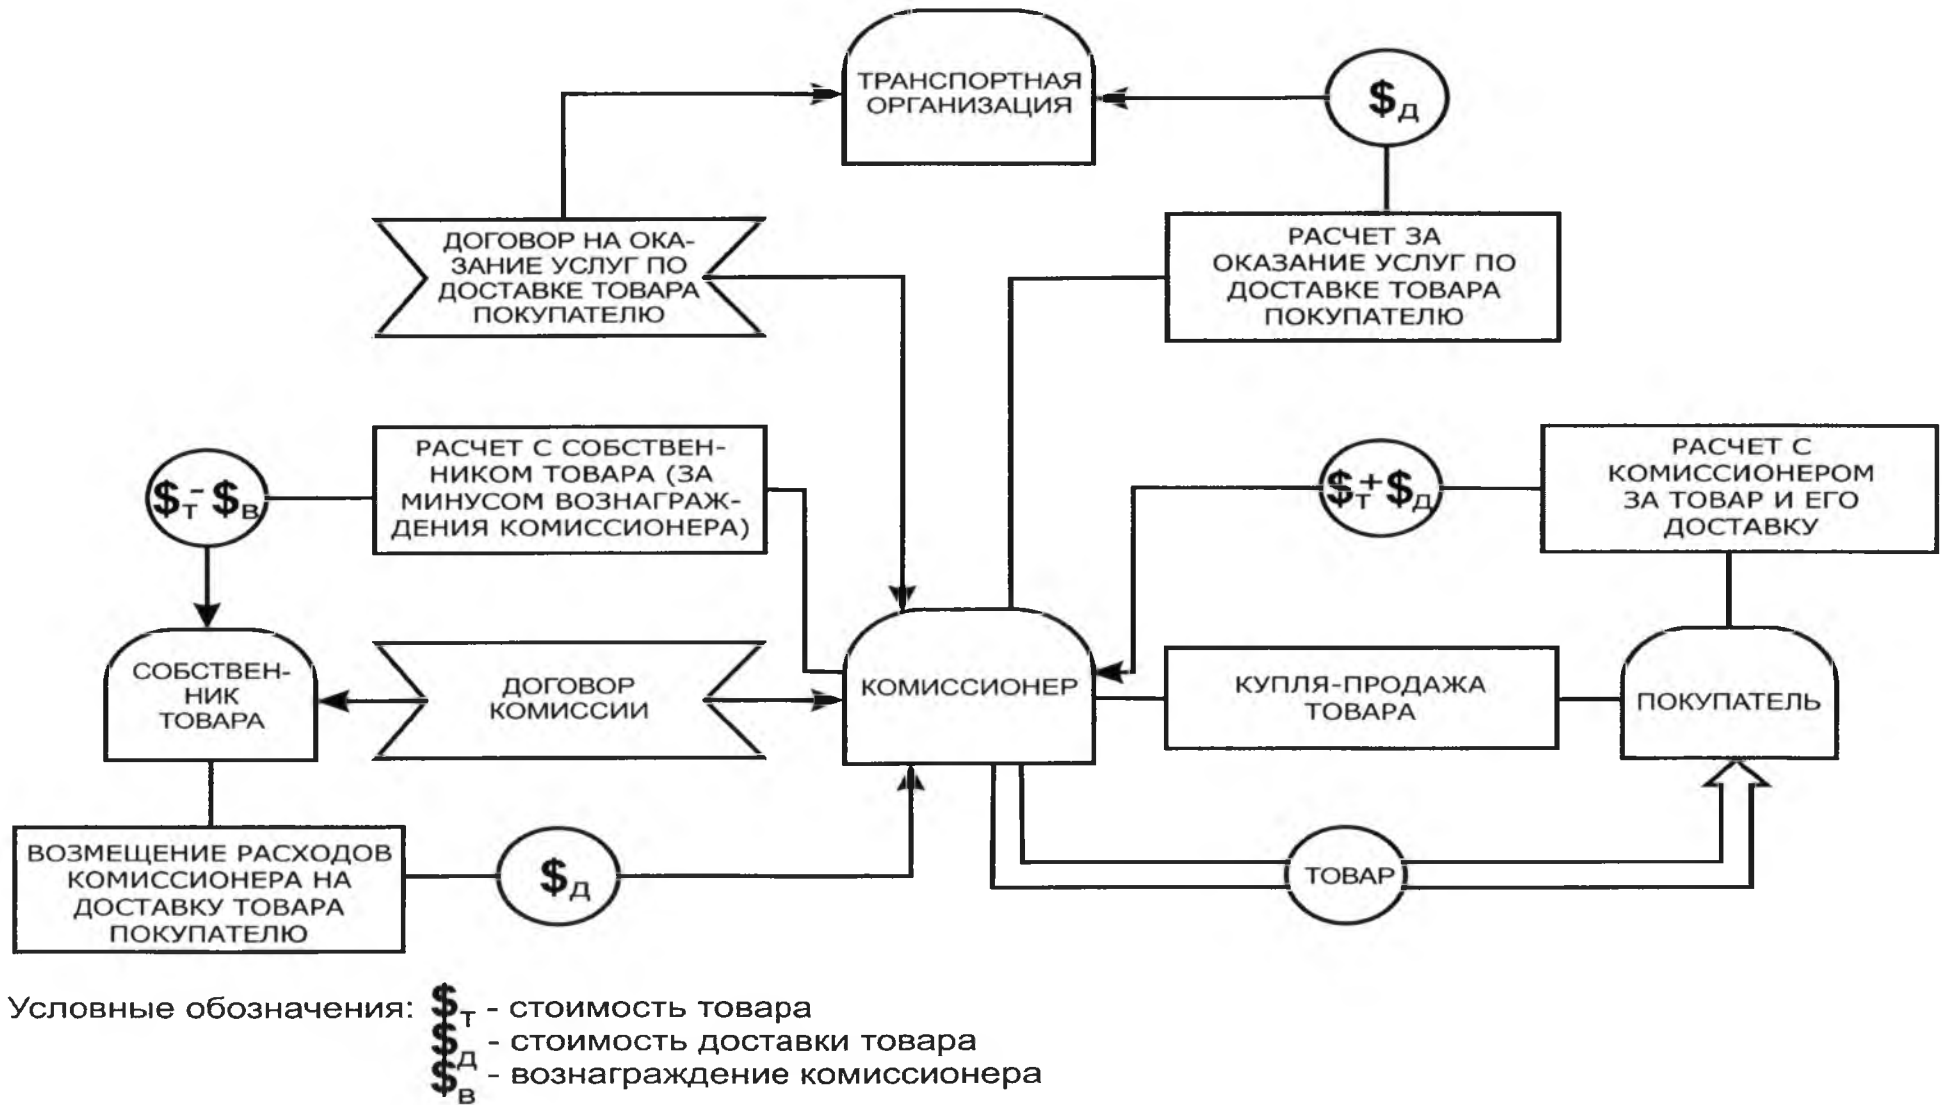 ТРАНСПОРТНАЯ
ОРГАНИЗАЦИЯ
$д
ДОГОВОР НА ОКА-
ЗАНИЕ УСЛУГ ПО
ДОСТАВКЕ ТОВАРА
ПОКУПАТЕЛЮ
РАСЧЕТ ЗА
ОКАЗАНИЕ УСЛУГ ПО
ДОСТАВКЕ ТОВАРА
ПОКУПАТЕЛЮ
$т - $в
РАСЧЕТ С СОБСТВЕН-
НИКОМ ТОВАРА (ЗА
МИНУСОМ ВОЗНАГРАЖ-
ДЕНИЯ КОМИССИОНЕРА)
$т + $д
РАСЧЕТ С
КОМИССИОНЕРОМ
ЗА ТОВАР И ЕГО
ДОСТАВКУ
СОБСТВЕН-
НИК
ТОВАРА
ДОГОВОР
КОМИССИИ
КОМИССИОНЕР
КУПЛЯ-ПРОДАЖА
ТОВАРА
ПОКУПАТЕЛЬ
ВОЗМЕЩЕНИЕ РАСХОДОВ
КОМИССИОНЕРА НА
ДОСТАВКУ ТОВАРА
ПОКУПАТЕЛЮ
$д
ТОВАР
Условные обозначения: $т - стоимость товара
$д - стоимость доставки товара
$в - вознаграждение комиссионера